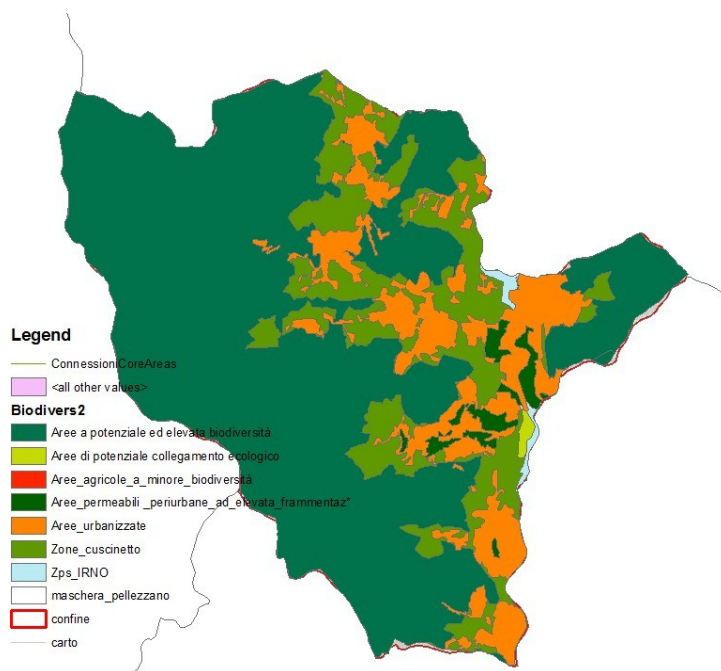 Legend
ConnessioniCoreAreas
<all other values>
Biodivers2
Aree a potenziale ed elevata biodiversità
Aree di potenziale collegamento ecologico
Aree_agricole_a_minore_biodiversità
Aree_permeabili _periurbane_ad_elevata_frammentaz*
Aree_urbanizzate
Zone_cuscinetto
Zps_IRNO
maschera_pellezzano
confine
carto